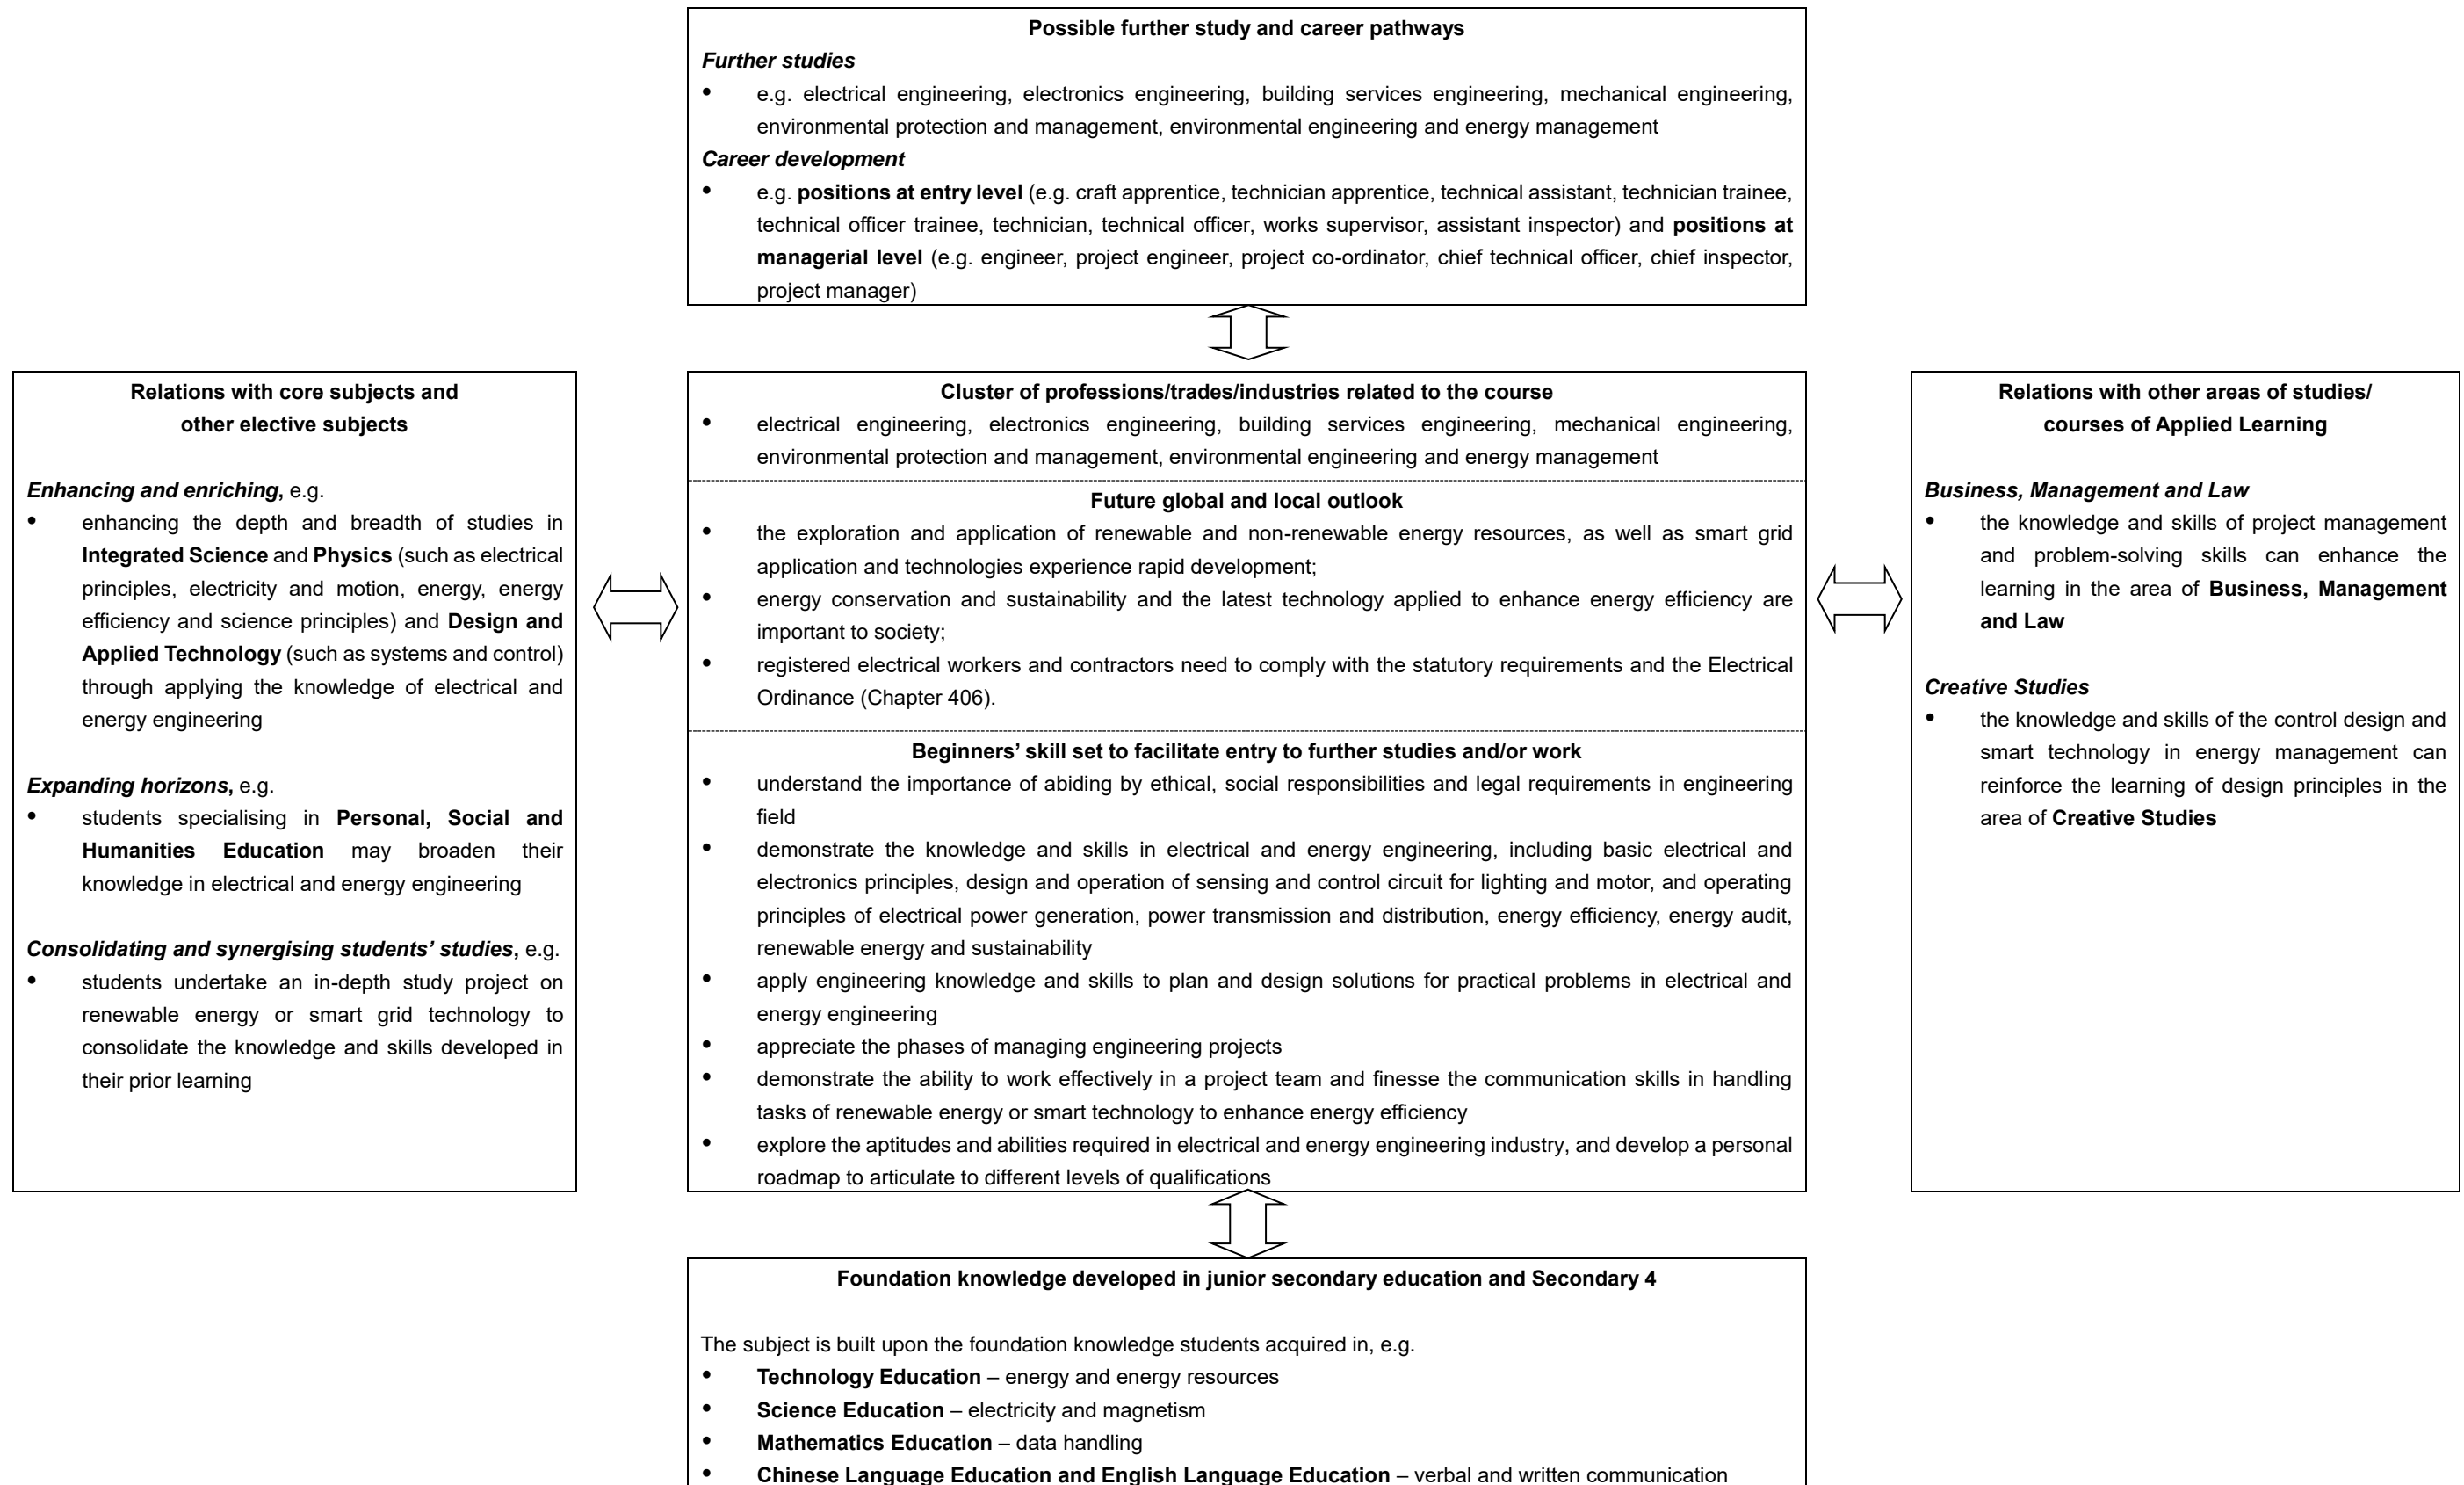 Possible further study and career pathways
Further studies
• e.g. electrical engineering, electronics engineering, building services engineering, mechanical engineering,
environmental protection and management, environmental engineering and energy management
Career development
• e.g. positions at entry level (e.g. craft apprentice, technician apprentice, technical assistant, technician trainee,
technical officer trainee, technician, technical officer, works supervisor, assistant inspector) and positions at
managerial level (e.g. engineer, project engineer, project co-ordinator, chief technical officer, chief inspector,
project manager)
Relations with core subjects and
other elective subjects
Enhancing and enriching, e.g.
• enhancing the depth and breadth of studies in
Integrated Science and Physics (such as electrical
principles, electricity and motion, energy, energy
efficiency and science principles) and Design and
Applied Technology (such as systems and control)
through applying the knowledge of electrical and
energy engineering
Expanding horizons, e.g.
• students specialising in Personal, Social and
Humanities Education may broaden their
knowledge in electrical and energy engineering
Consolidating and synergising students’ studies, e.g.
• students undertake an in-depth study project on
renewable energy or smart grid technology to
consolidate the knowledge and skills developed in
their prior learning
Cluster of professions/trades/industries related to the course
• electrical engineering, electronics engineering, building services engineering, mechanical engineering,
environmental protection and management, environmental engineering and energy management
Future global and local outlook
• the exploration and application of renewable and non-renewable energy resources, as well as smart grid
application and technologies experience rapid development;
• energy conservation and sustainability and the latest technology applied to enhance energy efficiency are
important to society;
• registered electrical workers and contractors need to comply with the statutory requirements and the Electrical
Ordinance (Chapter 406).
Beginners’ skill set to facilitate entry to further studies and/or work
• understand the importance of abiding by ethical, social responsibilities and legal requirements in engineering
field
• demonstrate the knowledge and skills in electrical and energy engineering, including basic electrical and
electronics principles, design and operation of sensing and control circuit for lighting and motor, and operating
principles of electrical power generation, power transmission and distribution, energy efficiency, energy audit,
renewable energy and sustainability
• apply engineering knowledge and skills to plan and design solutions for practical problems in electrical and
energy engineering
• appreciate the phases of managing engineering projects
• demonstrate the ability to work effectively in a project team and finesse the communication skills in handling
tasks of renewable energy or smart technology to enhance energy efficiency
• explore the aptitudes and abilities required in electrical and energy engineering industry, and develop a personal
roadmap to articulate to different levels of qualifications
Relations with other areas of studies/
courses of Applied Learning
Business, Management and Law
• the knowledge and skills of project management
and problem-solving skills can enhance the
learning in the area of Business, Management
and Law
Creative Studies
• the knowledge and skills of the control design and
smart technology in energy management can
reinforce the learning of design principles in the
area of Creative Studies
Foundation knowledge developed in junior secondary education and Secondary 4
The subject is built upon the foundation knowledge students acquired in, e.g.
• Technology Education – energy and energy resources
• Science Education – electricity and magnetism
• Mathematics Education – data handling
• Chinese Language Education and English Language Education – verbal and written communication